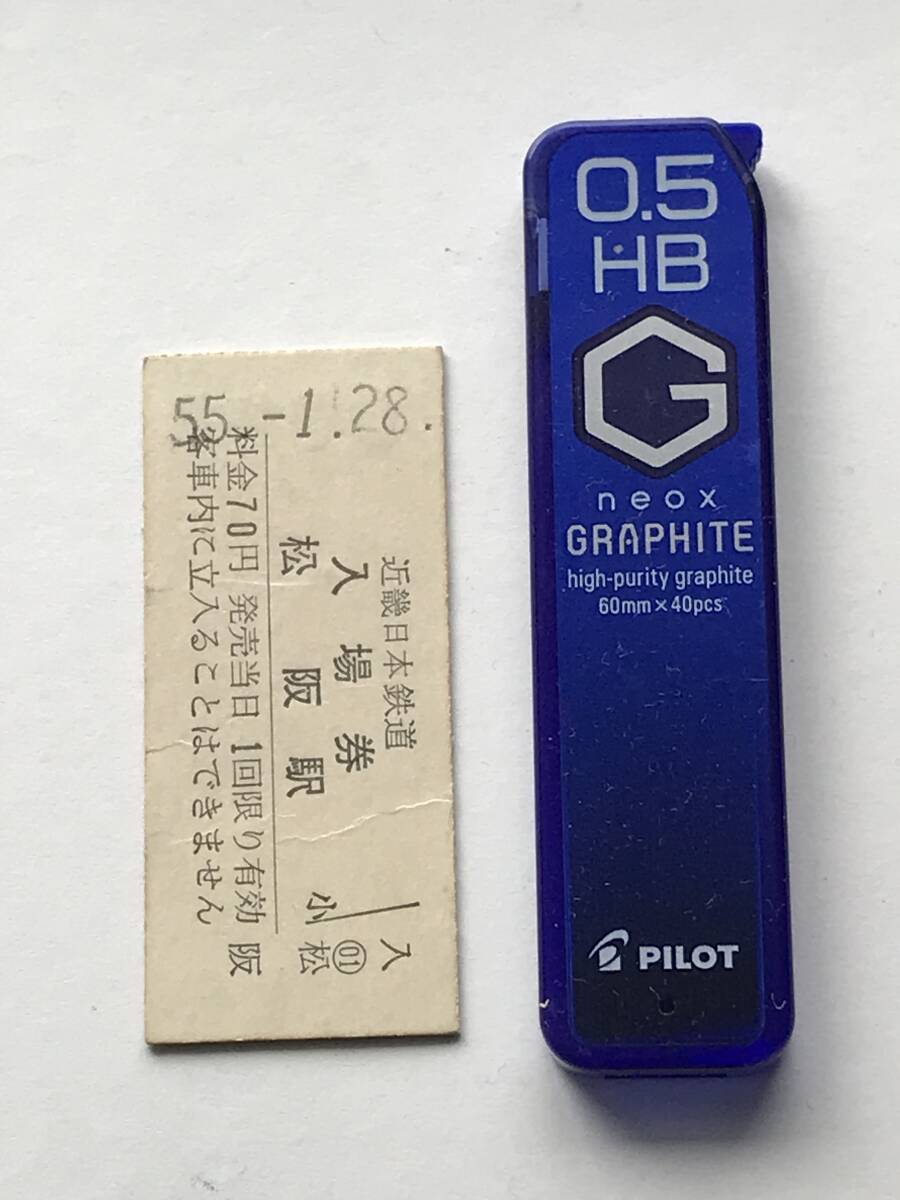 55.-1.28.
近畿日本鉄道
入場券
松阪駅
料金70円 発売当日1回限り有効
客車内に立入ることはできません
小
入
01
松
阪
0.5
HB
G
neox
GRAPHITE
high-purity graphite
60mm×40pcs
PILOT